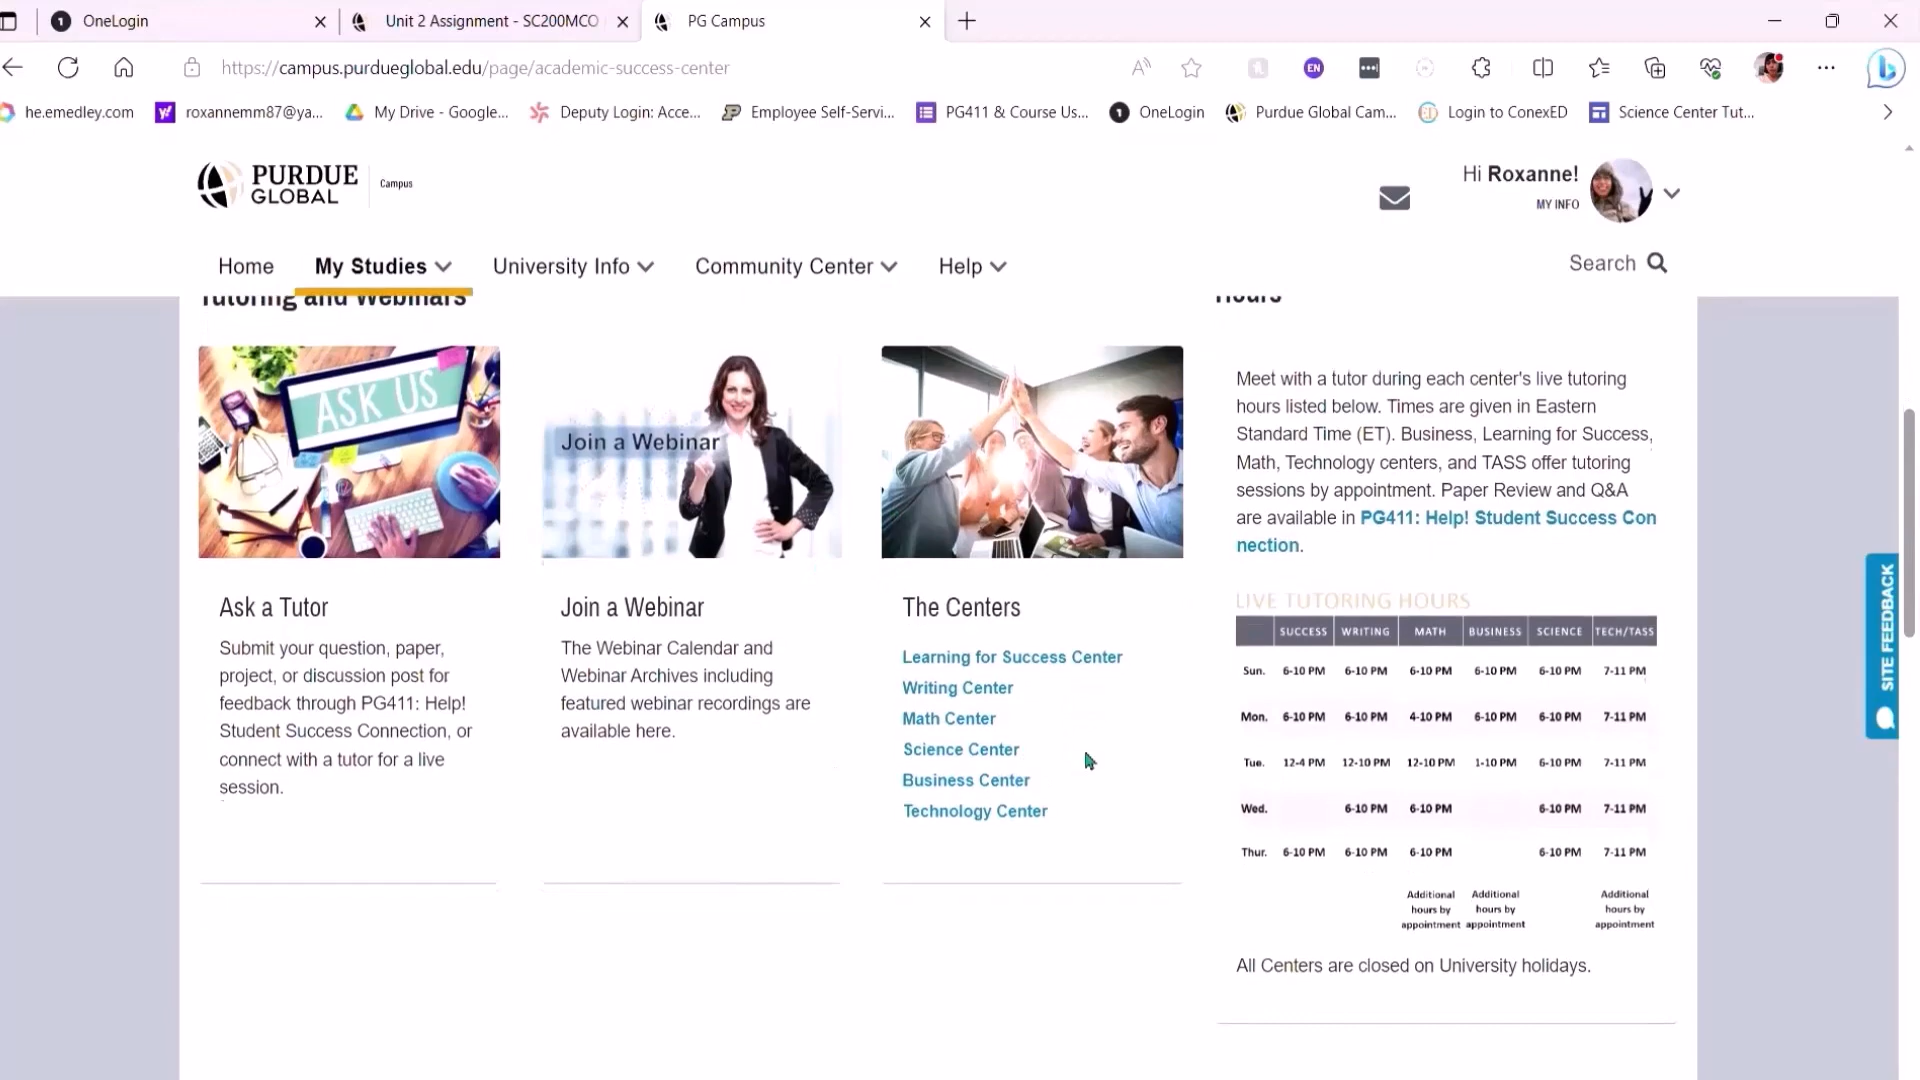 OneLogin
Unit 2 Assignment - SC200MCO
PG Campus
https://campus.purdueglobal.edu/page/academic-success-center
EN
he.emedley.com
roxannemm87@ya...
My Drive - Google...
Deputy Login: Acce...
Employee Self-Servi...
PG411 & Course Us...
OneLogin
Purdue Global Cam...
Login to ConexED
Science Center Tut...
PURDUE
GLOBAL
Campus
Hi Roxanne!
MY INFO
Home
My Studies
University Info
Community Center
Help
Search
Tutoring and Webinars
Hours
ASK US
Join a Webinar
Ask a Tutor
Submit your question, paper,
project, or discussion post for
feedback through PG411: Help!
Student Success Connection, or
connect with a tutor for a live
session.
Join a Webinar
The Webinar Calendar and
Webinar Archives including
featured webinar recordings are
available here.
The Centers
Learning for Success Center
Writing Center
Math Center
Science Center
Business Center
Technology Center
Meet with a tutor during each center's live tutoring
hours listed below. Times are given in Eastern
Standard Time (ET). Business, Learning for Success,
Math, Technology centers, and TASS offer tutoring
sessions by appointment. Paper Review and Q&A
are available in PG411: Help! Student Success Con
nection.
LIVE TUTORING HOURS
SUCCESS WRITING MATH BUSINESS SCIENCE TECH/TASS
Sun. 6-10 PM 6-10 PM 6-10 PM 6-10 PM 6-10 PM 7-11 PM
Mon. 6-10 PM 6-10 PM 4-10 PM 6-10 PM 6-10 PM 7-11 PM
Tue. 12-4 PM 12-10 PM 12-10 PM 1-10 PM 6-10 PM 7-11 PM
Wed. 6-10 PM 6-10 PM 6-10 PM 7-11 PM
Thur. 6-10 PM 6-10 PM 6-10 PM 6-10 PM 7-11 PM
Additional Additional Additional
hours by hours by hours by
appointment appointment appointment
All Centers are closed on University holidays.
SITE FEEDBACK